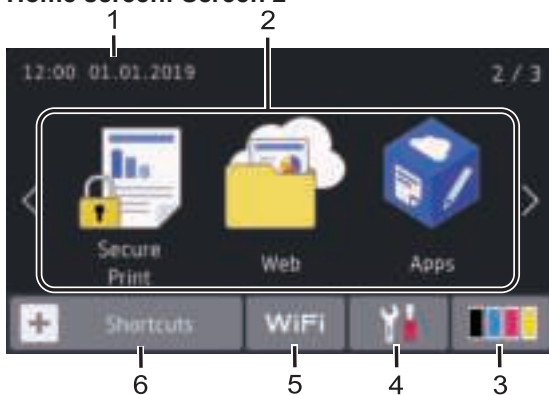 Home screen: Screen 2
1
2
12:00 01.01.2019
2 / 3
Secure
Print
Web
Apps
Shortcuts
WiFi
6
5
4
3